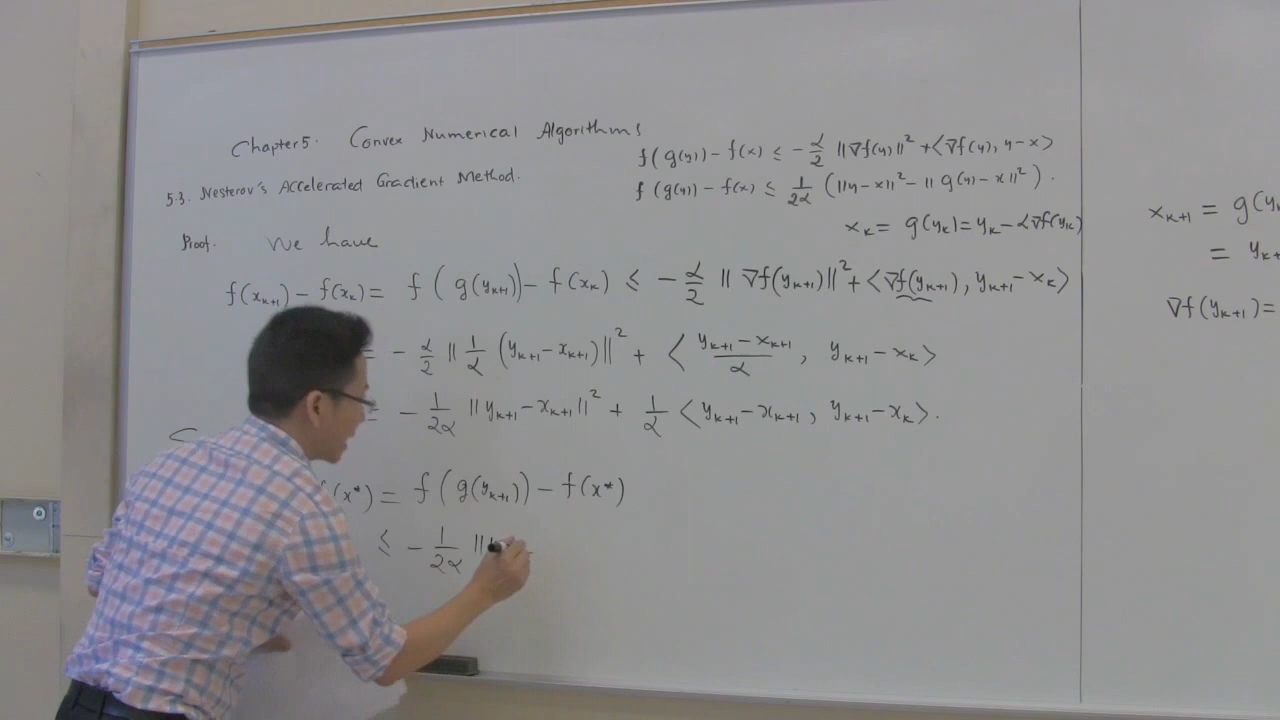 Chapter 5. Convex Numerical Algorithms
f(g(y)) - f(x) ≤ -α/2 ||∇f(y)||² + <∇f(y), y-x>
5.3. Nesterov's Accelerated Gradient Method.
f(g(y)) - f(x) ≤ 1/2α (||y-x||² - ||g(y)-x||²).
x_k = g(y_k) = y_k - α∇f(y_k)
Proof. We have
f(x_{k+1}) - f(x_k) = f(g(y_{k+1})) - f(x_k) ≤ -α/2 ||∇f(y_{k+1})||² + <∇f(y_{k+1}), y_{k+1} - x_k>
= -α/2 ||1/α (y_{k+1} - x_{k+1})||² + <(y_{k+1} - x_{k+1})/α, y_{k+1} - x_k>
= -1/2α ||y_{k+1} - x_{k+1}||² + 1/α <y_{k+1} - x_{k+1}, y_{k+1} - x_k>.
f(x*) = f(g(y_{k+1})) - f(x*)
≤ -1/2α ||
x_{k+1} = g(y_k
= y_{k+
∇f(y_{k+1}) =